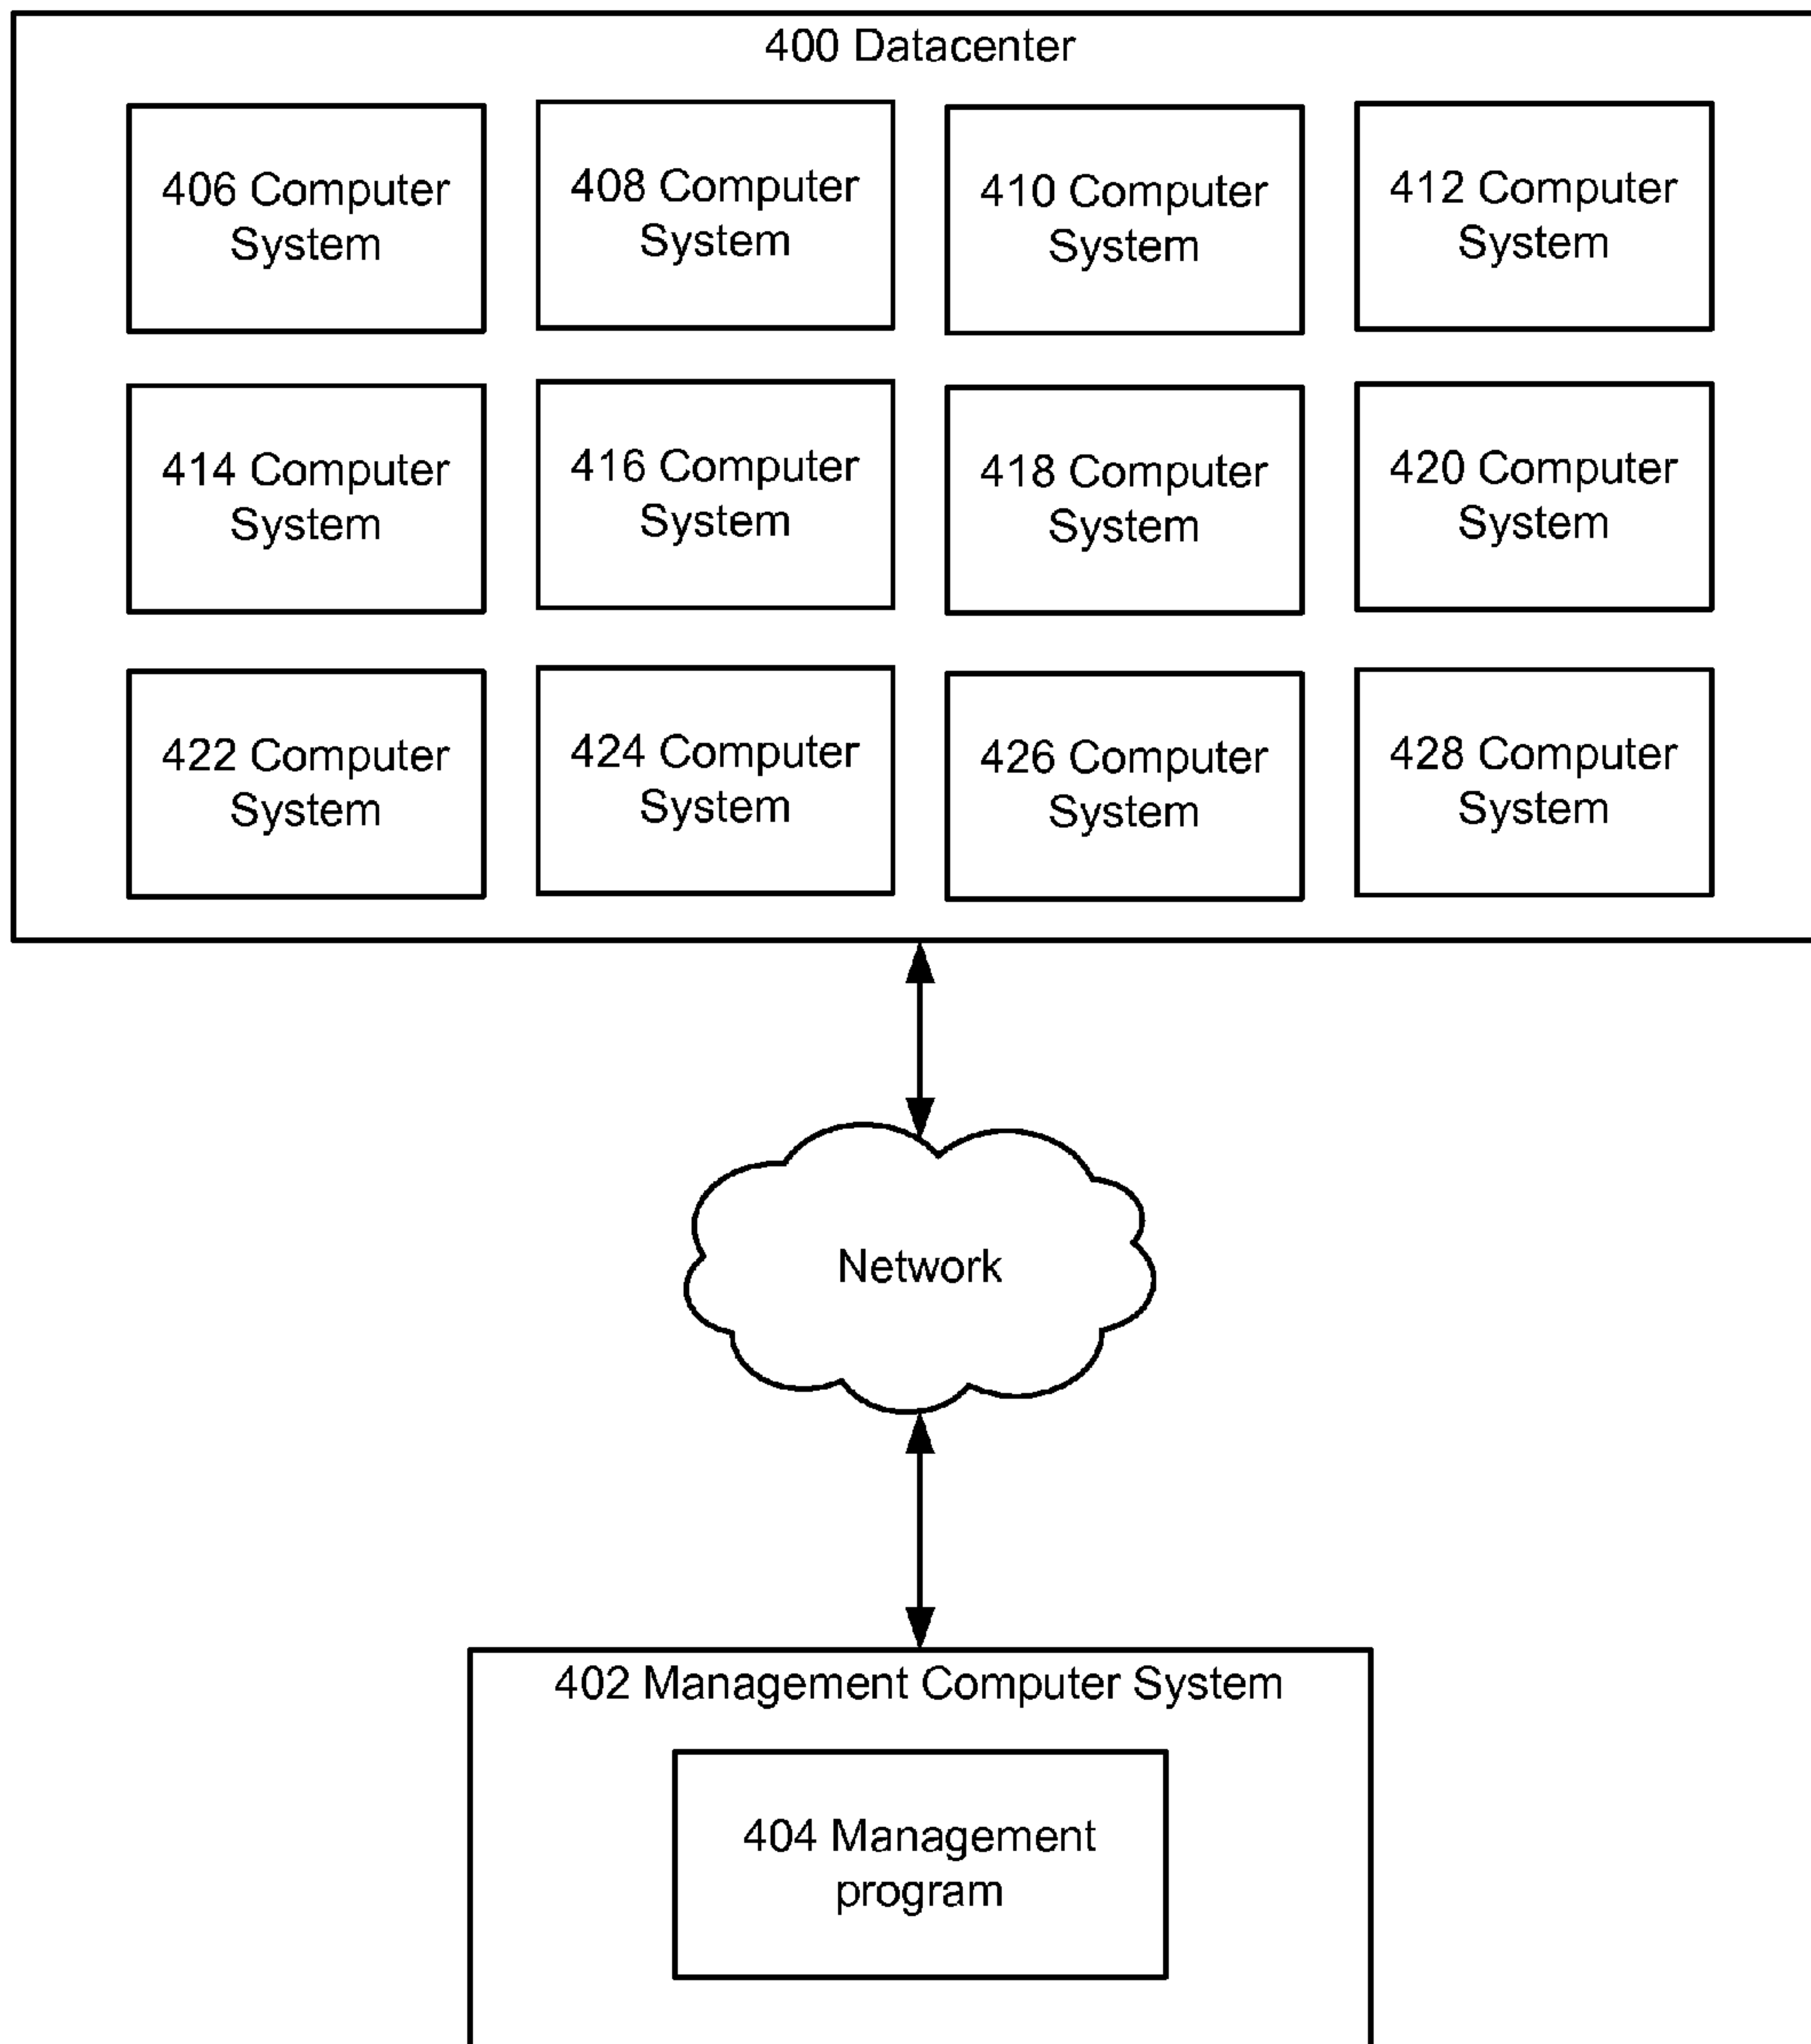 400 Datacenter
406 Computer
System
408 Computer
System
410 Computer
System
412 Computer
System
414 Computer
System
416 Computer
System
418 Computer
System
420 Computer
System
422 Computer
System
424 Computer
System
426 Computer
System
428 Computer
System
Network
402 Management Computer System
404 Management
program